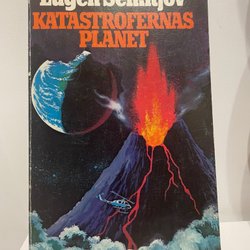 Eugen Semitjov
KATASTROFERNAS
PLANET